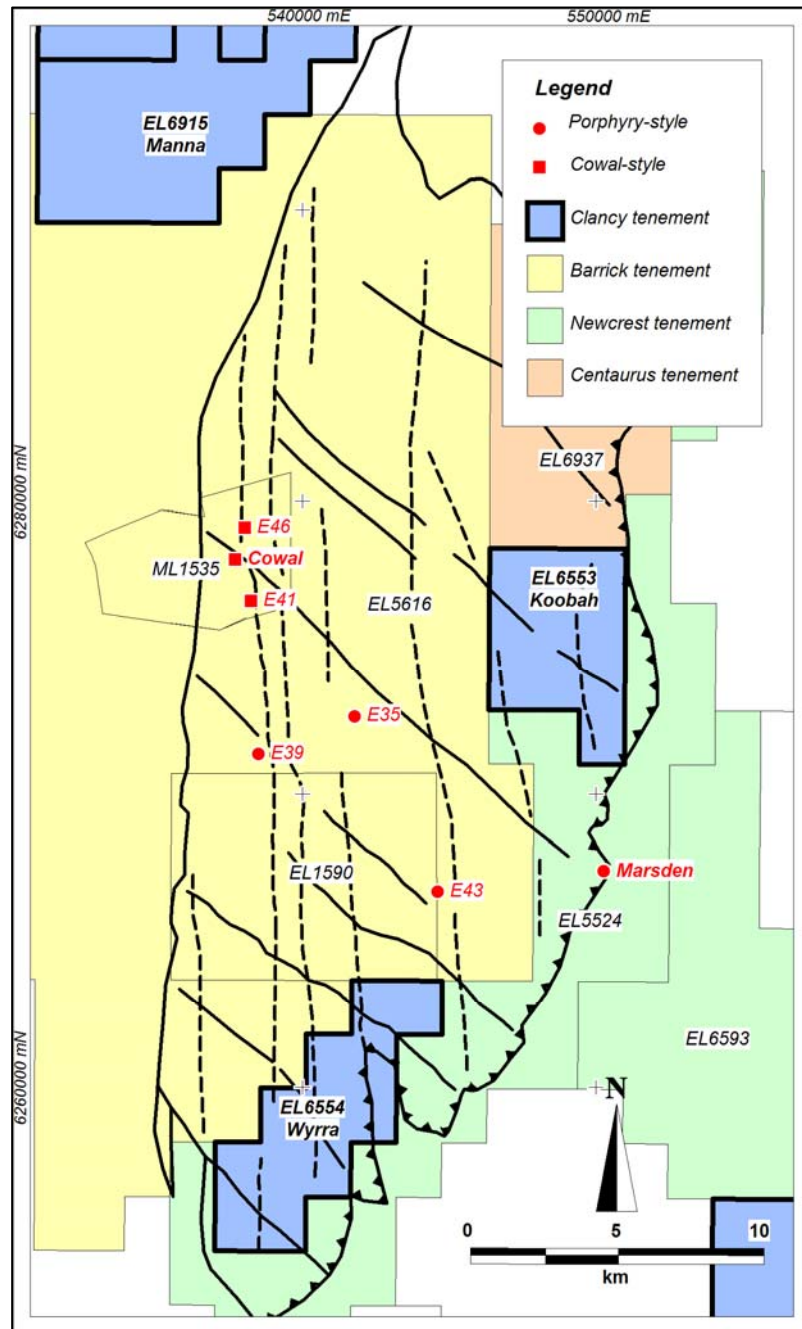 540000 mE
550000 mE
Legend
Porphyry-style
Cowal-style
Clancy tenement
Barrick tenement
Newcrest tenement
Centaurus tenement
EL6915
Manna
EL6937
6280000 mN
E46
Cowal
ML1535
E41
EL5616
EL6553
Koobah
E35
E39
EL1590
E43
Marsden
EL5524
EL6593
6260000 mN
EL6554
Wyrra
N
0
5
10
km